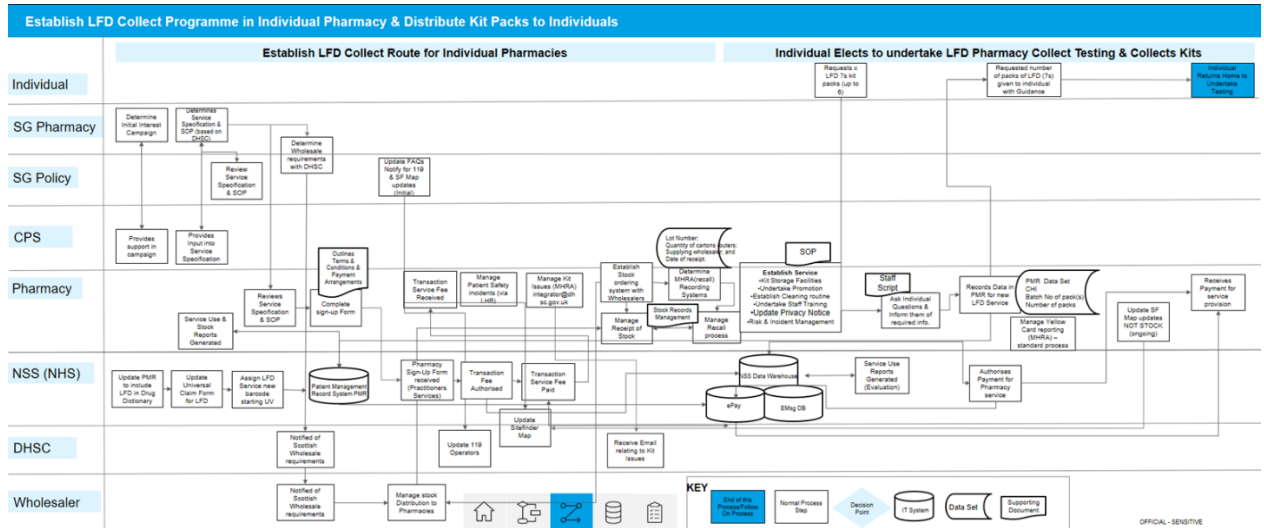 Establish LFD Collect Programme in Individual Pharmacy & Distribute Kit Packs to Individuals
Establish LFD Collect Route for Individual Pharmacies
Individual Elects to undertake LFD Pharmacy Collect Testing & Collects Kits
Individual
Requests x
LFD 7s kit
packs (up to
6)
Requested number
of packs of LFD (7s)
given to individual
with Guidance
Individual
Returns Home to
Undertake
Testing
SG Pharmacy
Determine
Initial Interest
Campaign
Determines
Service
Specification &
SOP (based on
DHSC)
Determine
Wholesale
requirements
with DHSC
SG Policy
Review
Service
Specification
& SOP
Update FAQs
Notify for 119
& SF Map
updates
(Initial)
CPS
Provides
support in
campaign
Provides
Input into
Service
Specification
Pharmacy
Reviews
Service
Specification
& SOP
Outlines
Terms &
Conditions &
Payment
Arrangements
Complete
sign-up Form
Service Use &
Stock
Reports
Generated
Transaction
Service Fee
Received
Manage
Patient Safety
incidents (via
LHR)
Manage Kit
Issues (MHRA)
integrator@dh
sc.gov.uk
Establish
Stock
ordering
system with
Wholesalers
Lot Number;
Quantity of cartons routers;
Supplying wholesaler; and
Date of receipt.
Determine
MHRA(recall)
Recording
Systems
Manage
Receipt of
Stock
Stock Records
Management
Manage
Recall
process
SOP
Establish Service
•Kit Storage Facilities
•Undertake Promotion
•Establish Cleaning routine
•Undertake Staff Training
•Update Privacy Notice
•Risk & Incident Management
Staff
Script
Ask Individual
Questions &
Inform them of
required info.
Records Data in
PMR for new
LFD Service
PMR Data Set
CHI
Batch No of pack(s)
Number of packs
Manage Yellow
Card reporting
(MHRA) –
standard process
Update SF
Map updates
NOT STOCK
(ongoing)
Receives
Payment for
service
provision
NSS (NHS)
Update PMR
to include
LFD in Drug
Dictionary
Update
Universal
Claim Form
for LFD
Assign LFD
Service new
barcode
starting UV
Patient Management
Record System PMR
Pharmacy
Sign-Up Form
received
(Practitioners
Services)
Transaction
Fee
Authorised
Transaction
Service Fee
Paid
Update
Sitefinder
Map
NSS Data Warehouse
ePay
EMsg DB
Service Use
Reports
Generated
(Evaluation)
Authorises
Payment for
Pharmacy
service
DHSC
Notified of
Scottish
Wholesale
requirements
Update 119
Operators
Receive Email
relating to Kit
Issues
Wholesaler
Notified of
Scottish
Wholesale
requirements
Manage stock
Distribution to
Pharmacies
KEY
End of this
Process/Follow
On Process
Normal Process
Step
Decision
Point
IT System
Data Set
Supporting
Document
OFFICIAL - SENSITIVE